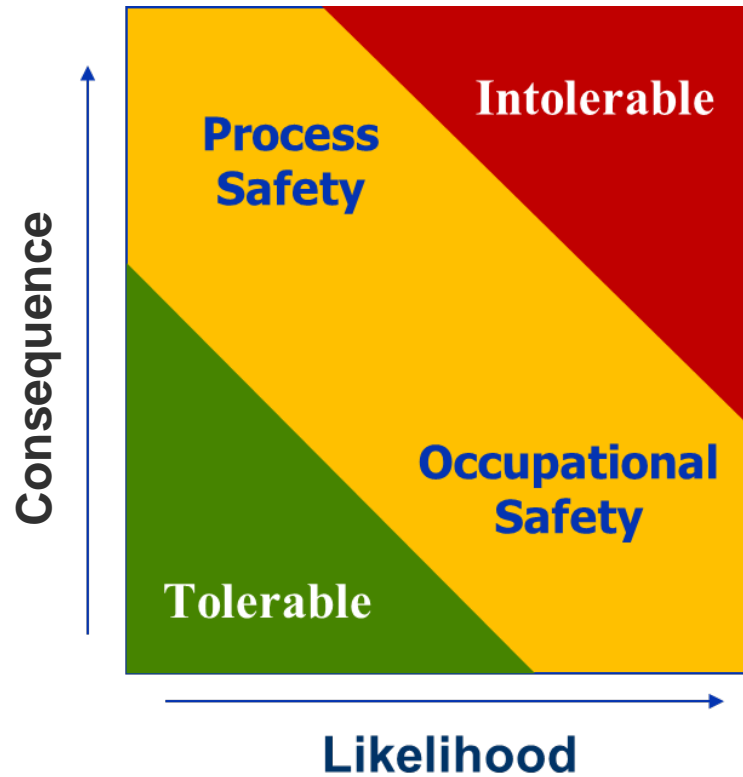 Intolerable
Process
Safety
Consequence
Occupational
Safety
Tolerable
Likelihood